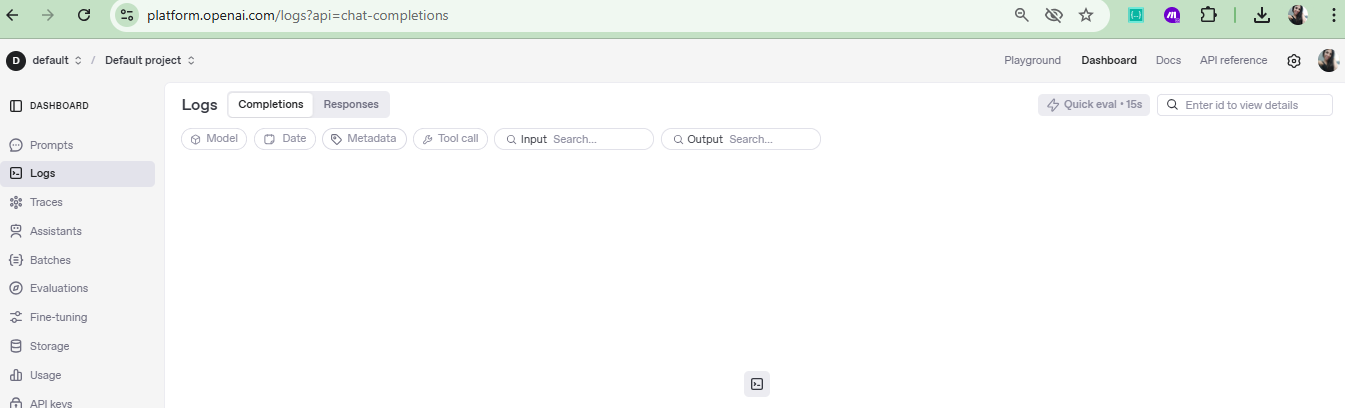 platform.openai.com/logs?api=chat-completions
D default / Default project Playground Dashboard Docs API reference
DASHBOARD
Logs Completions Responses Quick eval • 15s Enter id to view details
Model Date Metadata Tool call Input Search... Output Search...
Prompts
Logs
Traces
Assistants
Batches
Evaluations
Fine-tuning
Storage
Usage
API keys